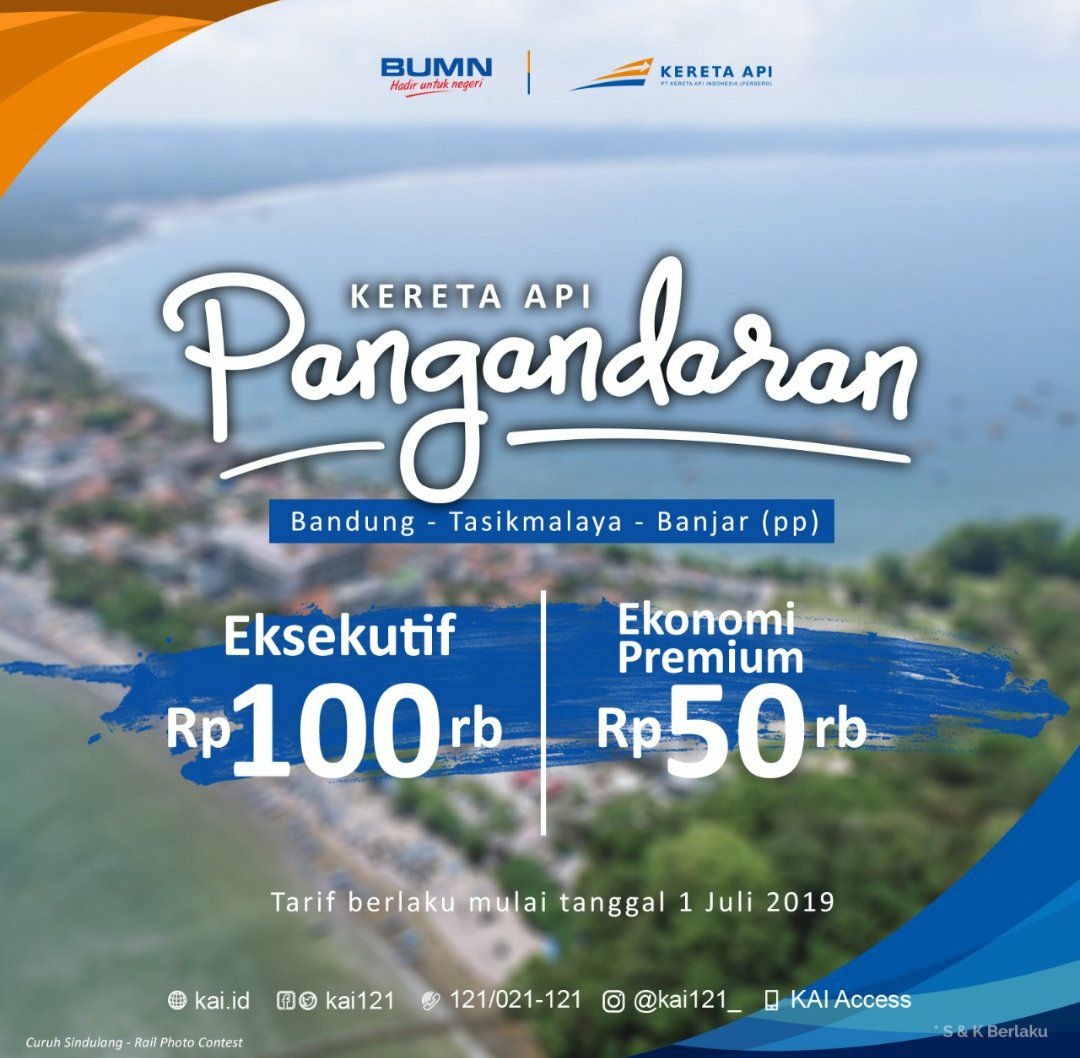 BUMN
Hadir untuk negeri
KERETA API
PT KERETA API INDONESIA (PERSERO)
KERETA API
Pangandaran
Bandung - Tasikmalaya - Banjar (pp)
Eksekutif
Rp100rb
Ekonomi
Premium
Rp50rb
Tarif berlaku mulai tanggal 1 Juli 2019
kai.id kai121 121/021-121 @kai121_ KAI Access
* S & K Berlaku
Curuh Sindulang - Rail Photo Contest